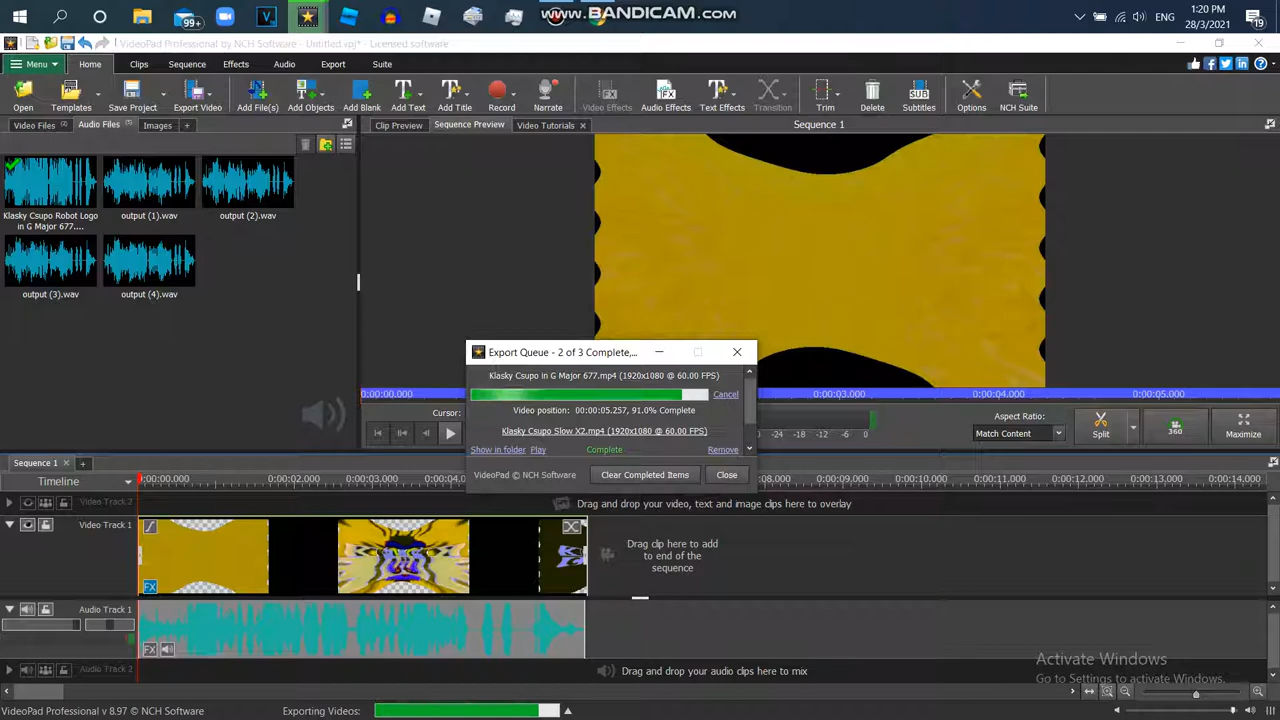 99+
www.BANDICAM.com
ENG
1:20 PM
28/3/2021
19
VideoPad Professional by NCH Software - Untitled.vpj* - Licensed software
Menu Home Clips Sequence Effects Audio Export Suite
Open Templates Save Project Export Video Add File(s) Add Objects Add Blank Add Text Add Title Record Narrate Video Effects Audio Effects Text Effects Transition Trim Delete Subtitles Options NCH Suite
Video Files Audio Files Images +
Clip Preview Sequence Preview Video Tutorials Sequence 1
Klasky Csupo Robot Logo
in G Major 677....
output (1).wav
output (2).wav
output (3).wav
output (4).wav
Export Queue - 2 of 3 Complete,...
Klasky Csupo in G Major 677.mp4 (1920x1080 @ 60.00 FPS)
Cancel
Video position: 00:00:05.257, 91.0% Complete
Klasky Csupo Slow X2.mp4 (1920x1080 @ 60.00 FPS)
Show in folder Play Complete Remove
VideoPad © NCH Software Clear Completed Items Close
0:00:00.000 0:00:03.000 0:00:04.000 0:00:05.000
Cursor:
-24 -18 -12 -6 0
Aspect Ratio:
Match Content
Split 360 Maximize
Sequence 1 +
Timeline
0:00:00.000 0:00:02.000 0:00:04.000 0:00:06.000 0:00:08.000 0:00:10.000 0:00:12.000 0:00:14.000
Video Track 2
Drag and drop your video, text and image clips here to overlay
Video Track 1
FX
Drag clip here to add
to end of the
sequence
Audio Track 1
FX
Audio Track 2
Drag and drop your audio clips here to mix
Activate Windows
Go to Settings to activate Windows.
VideoPad Professional v 8.97 © NCH Software
Exporting Videos: